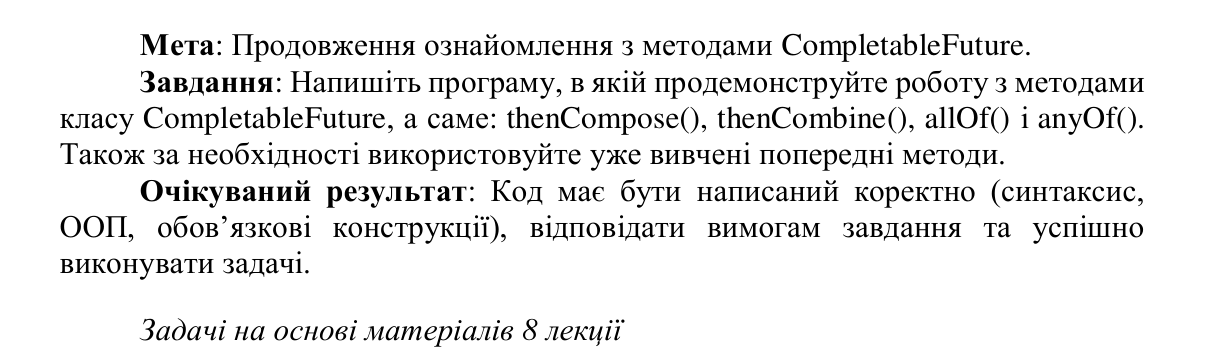 Мета: Продовження ознайомлення з методами CompletableFuture.
Завдання: Напишіть програму, в якій продемонструйте роботу з методами
класу CompletableFuture, а саме: thenCompose(), thenCombine(), allOf() і anyOf().
Також за необхідності використовуйте уже вивчені попередні методи.
Очікуваний результат: Код має бути написаний коректно (синтаксис,
ООП, обов’язкові конструкції), відповідати вимогам завдання та успішно
виконувати задачі.
Задачі на основі матеріалів 8 лекції